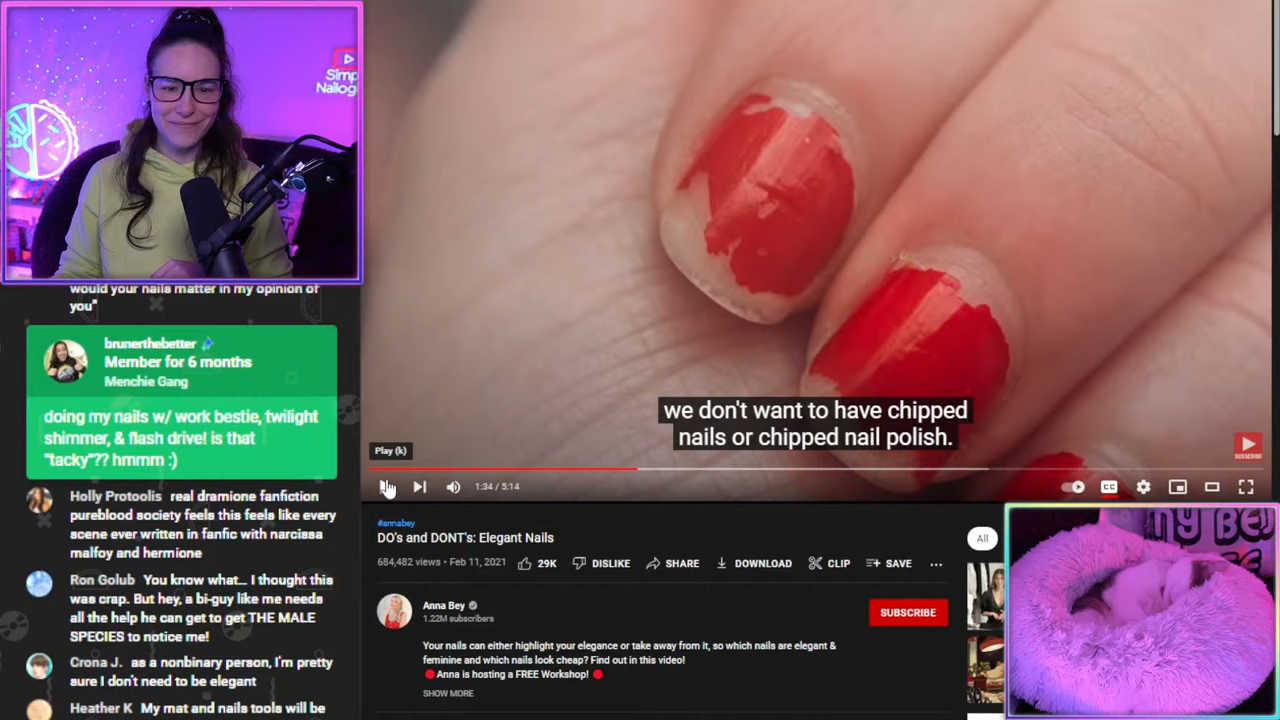 Simp
Nailog
would your nails matter in my opinion of
you"
brunerthebetter
Member for 6 months
Menchie Gang
doing my nails w/ work bestie, twilight
shimmer, & flash drive! is that
"tacky"?? hmmm :)
Holly Protoolis real dramione fanfiction
pureblood society feels this feels like every
scene ever written in fanfic with narcissa
malfoy and hermione
Ron Golub You know what... I thought this
was crap. But hey, a bi-guy like me needs
all the help he can get to get THE MALE
SPECIES to notice me!
Crona J. as a nonbinary person, I'm pretty
sure I don't need to be elegant
Heather K My mat and nails tools will be
we don't want to have chipped
nails or chipped nail polish.
Play (k)
SUBSCRIBE
1:34 / 5:14
CC
#annabey
DO's and DONT's: Elegant Nails
684,482 views • Feb 11, 2021
29K
DISLIKE
SHARE
DOWNLOAD
CLIP
SAVE
All
Anna Bey
1.22M subscribers
SUBSCRIBE
Your nails can either highlight your elegance or take away from it, so which nails are elegant &
feminine and which nails look cheap? Find out in this video!
Anna is hosting a FREE Workshop!
SHOW MORE
MY BED